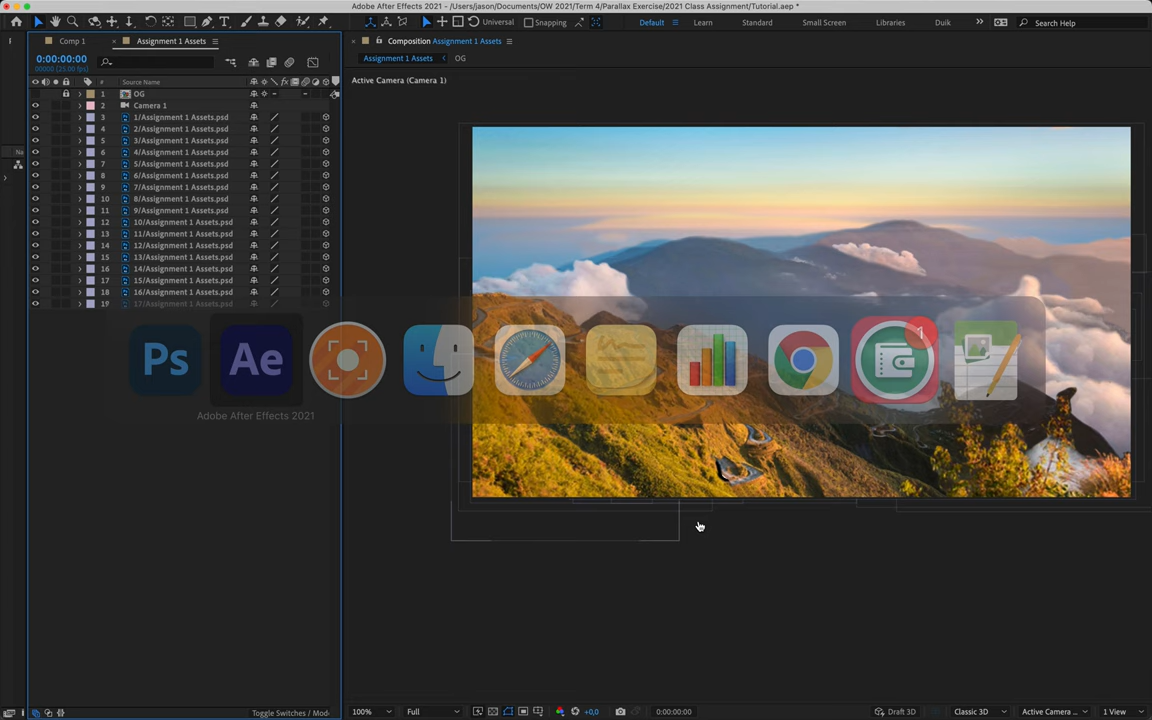 Adobe After Effects 2021 - /Users/jason/Documents/OW 2021/Term 4/Parallax Exercise/2021 Class Assignment/Tutorial.aep *
Universal Snapping Default Learn Standard Small Screen Libraries Duik Search Help
Comp 1 Assignment 1 Assets
Composition Assignment 1 Assets
0:00:00:00
00000 (25.00 fps)
Assignment 1 Assets OG
Active Camera (Camera 1)
# Source Name
1 OG
2 Camera 1
3 1/Assignment 1 Assets.psd
4 2/Assignment 1 Assets.psd
5 3/Assignment 1 Assets.psd
6 4/Assignment 1 Assets.psd
7 5/Assignment 1 Assets.psd
8 6/Assignment 1 Assets.psd
9 7/Assignment 1 Assets.psd
10 8/Assignment 1 Assets.psd
11 9/Assignment 1 Assets.psd
12 10/Assignment 1 Assets.psd
13 11/Assignment 1 Assets.psd
14 12/Assignment 1 Assets.psd
15 13/Assignment 1 Assets.psd
16 14/Assignment 1 Assets.psd
17 15/Assignment 1 Assets.psd
18 16/Assignment 1 Assets.psd
19 17/Assignment 1 Assets.psd
Na
Ps Ae 1
Adobe After Effects 2021
Toggle Switches / Mod
100% Full +0,0 0:00:00:00 Draft 3D Classic 3D Active Camera ... 1 View